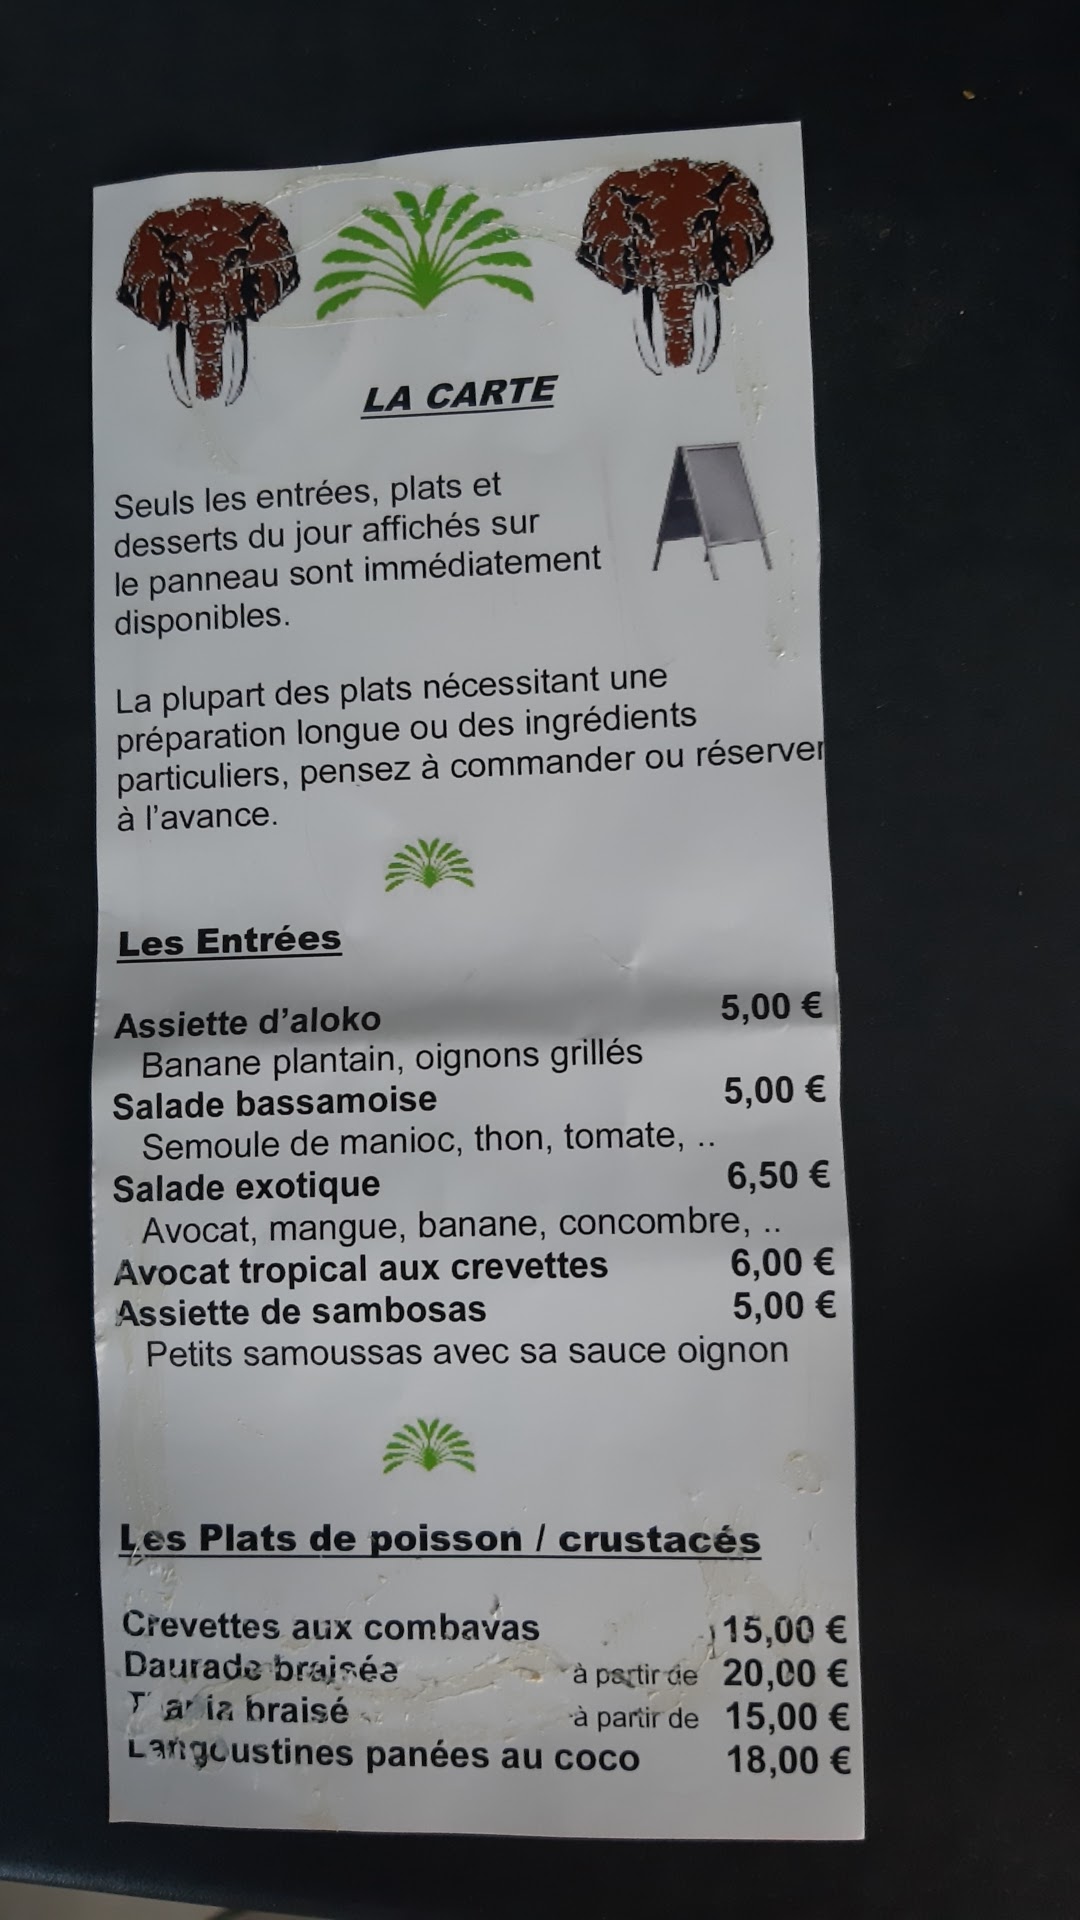 LA CARTE
Seuls les entrées, plats et
desserts du jour affichés sur
le panneau sont immédiatement
disponibles.
La plupart des plats nécessitant une
préparation longue ou des ingrédients
particuliers, pensez à commander ou réserver
à l'avance.
Les Entrées
Assiette d'aloko 5,00 €
Banane plantain, oignons grillés
Salade bassamoise 5,00 €
Semoule de manioc, thon, tomate, ..
Salade exotique 6,50 €
Avocat, mangue, banane, concombre, ..
Avocat tropical aux crevettes 6,00 €
Assiette de sambosas 5,00 €
Petits samoussas avec sa sauce oignon
Les Plats de poisson / crustacés
Crevettes aux combavas 15,00 €
Daurade braisée à partir de 20,00 €
braisé à partir de 15,00 €
Langoustines panées au coco 18,00 €